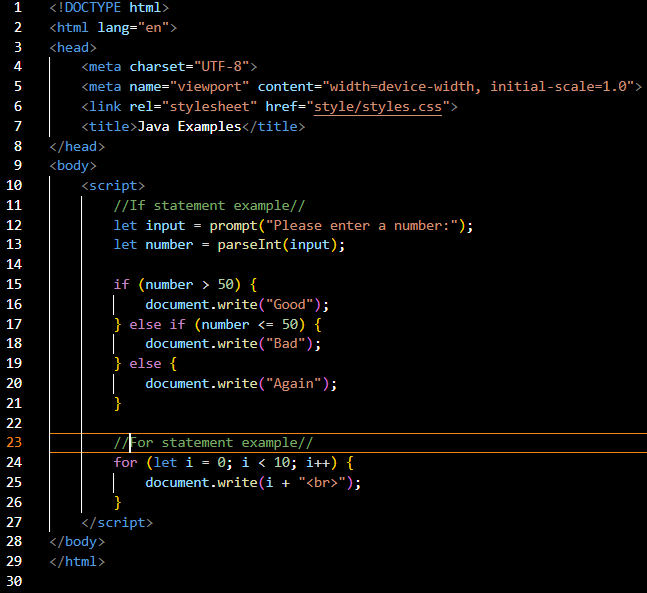 1 <!DOCTYPE html>
2 <html lang="en">
3 <head>
4     <meta charset="UTF-8">
5     <meta name="viewport" content="width=device-width, initial-scale=1.0">
6     <link rel="stylesheet" href="style/styles.css">
7     <title>Java Examples</title>
8 </head>
9 <body>
10     <script>
11         //If statement example//
12         let input = prompt("Please enter a number:");
13         let number = parseInt(input);
14
15         if (number > 50) {
16             document.write("Good");
17         } else if (number <= 50) {
18             document.write("Bad");
19         } else {
20             document.write("Again");
21         }
22
23         //For statement example//
24         for (let i = 0; i < 10; i++) {
25             document.write(i + "<br>");
26         }
27     </script>
28 </body>
29 </html>
30